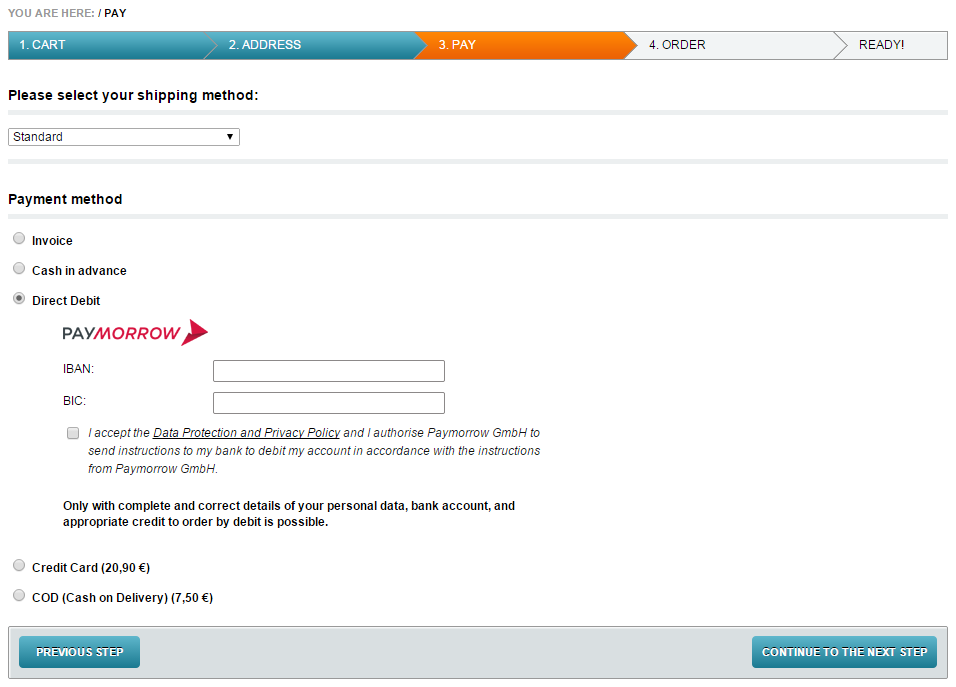 YOU ARE HERE: / PAY
1. CART
2. ADDRESS
3. PAY
4. ORDER
READY!
Please select your shipping method:
Standard
Payment method
Invoice
Cash in advance
Direct Debit
PAYMORROW
IBAN:
BIC:
I accept the Data Protection and Privacy Policy and I authorise Paymorrow GmbH to
send instructions to my bank to debit my account in accordance with the instructions
from Paymorrow GmbH.
Only with complete and correct details of your personal data, bank account, and
appropriate credit to order by debit is possible.
Credit Card (20,90 €)
COD (Cash on Delivery) (7,50 €)
PREVIOUS STEP
CONTINUE TO THE NEXT STEP